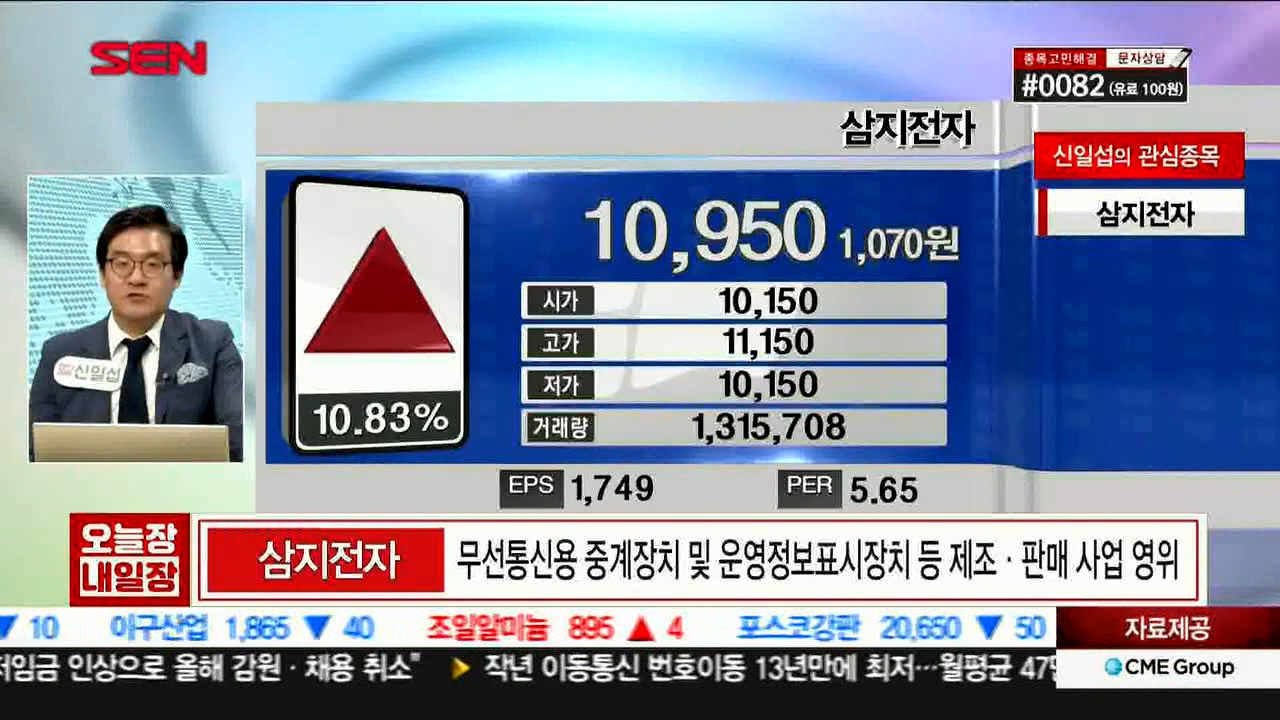 SEN
종목고민해결 문자상담
#0082 (유료 100원)
삼지전자
신일섭의 관심종목
삼지전자
10,950 1,070원
시가 10,150
고가 11,150
저가 10,150
거래량 1,315,708
10.83%
신일섭
EPS 1,749 PER 5.65
오늘장
내일장
삼지전자 무선통신용 중계장치 및 운영정보표시장치 등 제조·판매 사업 영위
▼ 10 아구산업 1,865 ▼ 40 조일알미늄 895 ▲ 4 포스코강판 20,650 ▼ 50
자료제공
저임금 인상으로 올해 감원·채용 취소" ▶ 작년 이동통신 번호이동 13년만에 최저…월평균 47만
CME Group